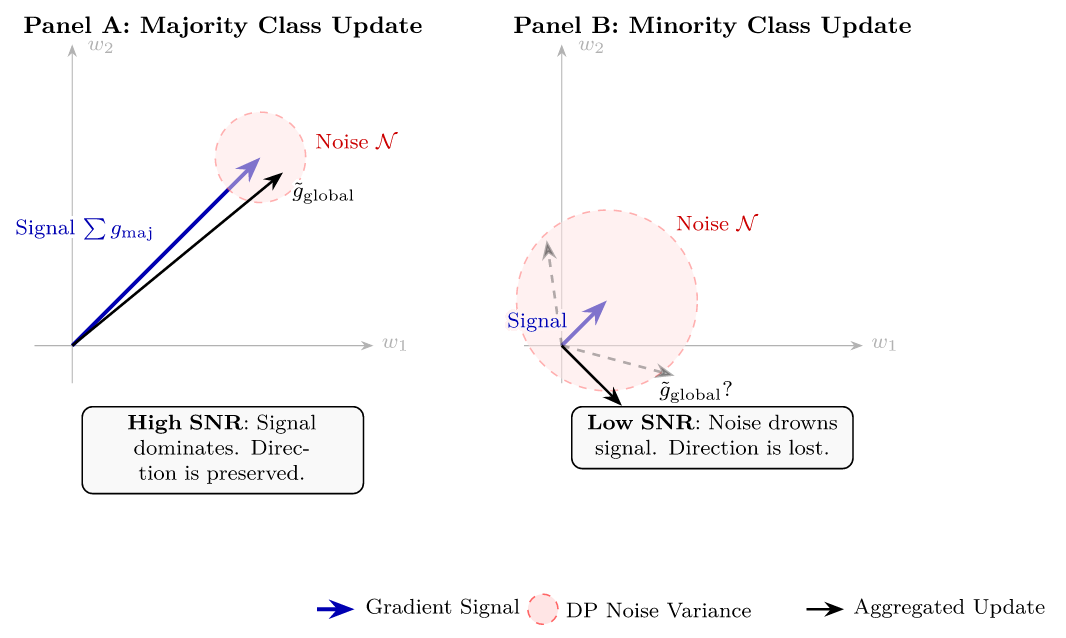 Panel A: Majority Class Update
w₂
Noise 𝒩
g̃global
Signal ∑ gmaj
w₁
High SNR: Signal
dominates. Direc-
tion is preserved.
Panel B: Minority Class Update
w₂
Noise 𝒩
Signal
w₁
g̃global?
Low SNR: Noise drowns
signal. Direction is lost.
Gradient Signal
DP Noise Variance
Aggregated Update